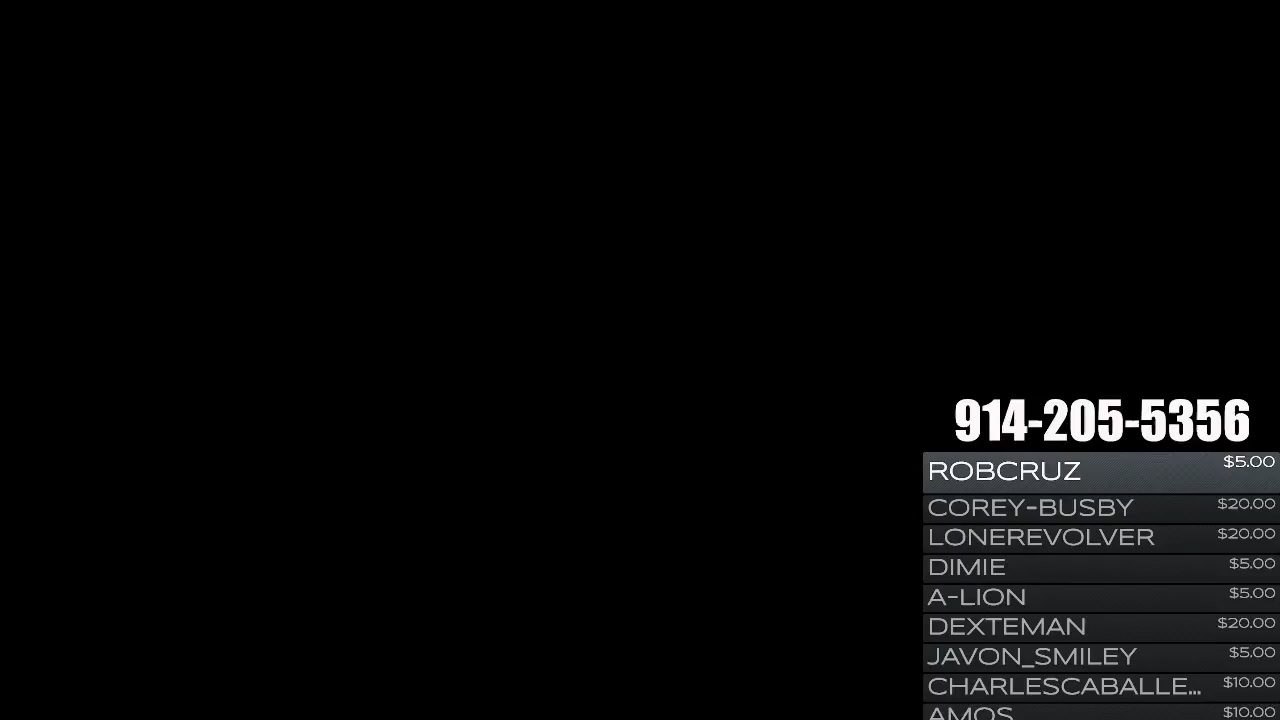 914-205-5356
ROBCRUZ $5.00
COREY-BUSBY $20.00
LONEREVOLVER $20.00
DIMIE $5.00
A-LION $5.00
DEXTEMAN $20.00
JAVON_SMILEY $5.00
CHARLESCABALLE... $10.00
AMOS $10.00